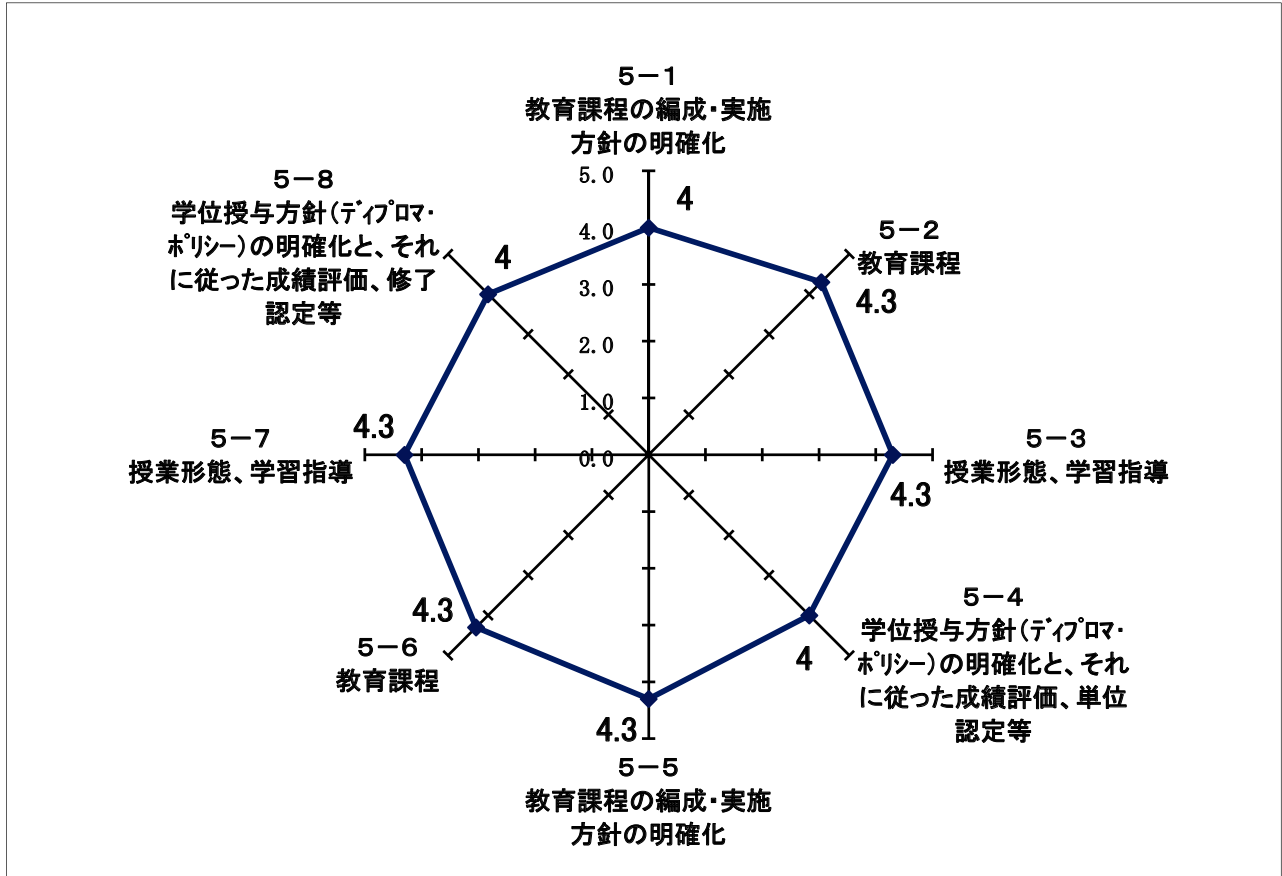 5-1
教育課程の編成・実施
方針の明確化
5.0
4.0
3.0
2.0
1.0
0.0
4
5-2
教育課程
4.3
5-3
授業形態、学習指導
4.3
5-4
学位授与方針(ディプロマ・
ポリシー)の明確化と、それ
に従った成績評価、単位
認定等
4
5-5
教育課程の編成・実施
方針の明確化
4.3
5-6
教育課程
4.3
5-7
授業形態、学習指導
4.3
5-8
学位授与方針(ディプロマ・
ポリシー)の明確化と、それ
に従った成績評価、修了
認定等
4